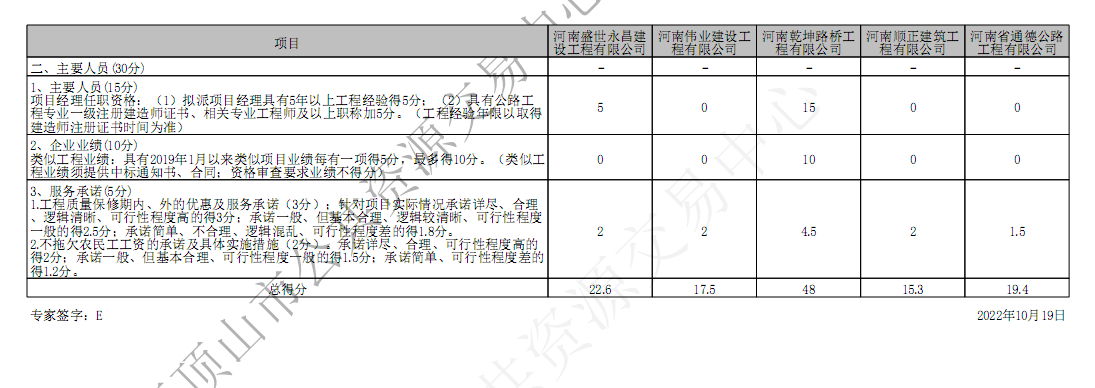 项目
河南盛世永昌建
设工程有限公司
河南伟业建设工
程有限公司
河南乾坤路桥工
程有限公司
河南顺正建筑工
程有限公司
河南省通德公路
工程有限公司
二、主要人员(30分)
-
-
-
-
-
1、主要人员(15分)
项目经理任职资格：（1）拟派项目经理具有5年以上工程经验得5分；（2）具有公路工
程专业一级注册建造师证书、相关专业工程师及以上职称加5分。（工程经验年限以取得
建造师注册证书时间为准）
5
0
15
0
0
2、企业业绩(10分)
类似工程业绩：具有2019年1月以来类似项目业绩每有一项得5分，最多得10分。（类似工
程业绩须提供中标通知书、合同；资格审查要求业绩不得分）
0
0
10
0
0
3、服务承诺(5分)
1.工程质量保修期内、外的优惠及服务承诺（3分）；针对项目实际情况承诺详尽、合理
、逻辑清晰、可行性程度高的得3分；承诺一般、但基本合理、逻辑较清晰、可行性程度
一般的得2.5分；承诺简单、不合理、逻辑混乱、可行性程度差的得1.8分。
2.不拖欠农民工工资的承诺及具体实施措施（2分）；承诺详尽、合理、可行性程度高的
得2分；承诺一般、但基本合理、可行性程度一般的得1.5分；承诺简单、可行性程度差的
得1.2分。
2
2
4.5
2
1.5
总得分
22.6
17.5
48
15.3
19.4
专家签字：E
2022年10月19日
顶山市公共资源交易中心
共资源交易中心